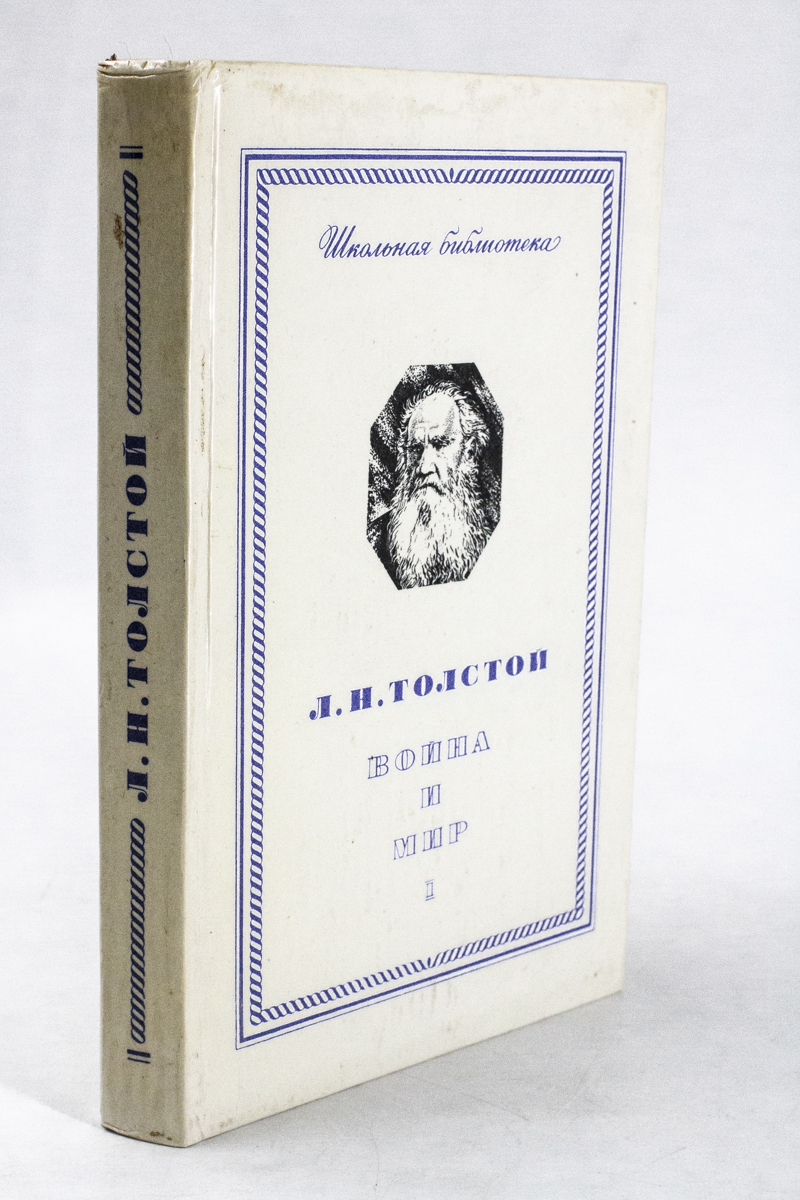 Л. Н. ТОЛСТОЙ
Школьная библиотека
Л. Н. ТОЛСТОЙ
ВОЙНА
И
МИР
I